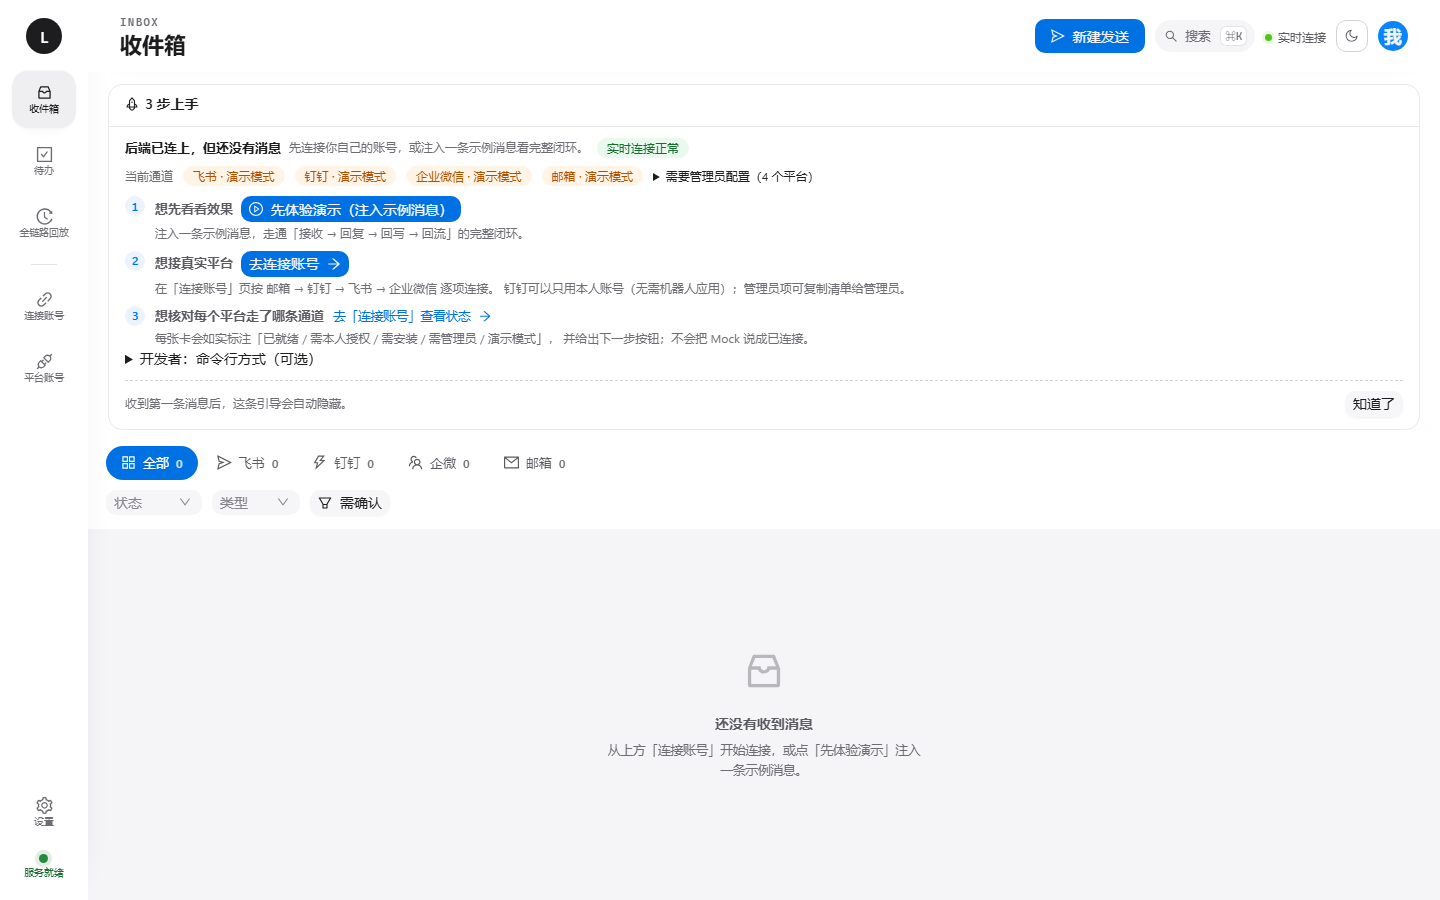 L
收件箱
待办
全链路回放
连接账号
平台账号
设置
服务就绪
INBOX
收件箱
新建发送
搜索 ⌘K
实时连接
我
3 步上手
后端已连上，但还没有消息 先连接你自己的账号，或注入一条示例消息看完整闭环。 实时连接正常
当前通道 飞书 · 演示模式 钉钉 · 演示模式 企业微信 · 演示模式 邮箱 · 演示模式 ▶ 需要管理员配置（4 个平台）
1 想先看看效果 先体验演示（注入示例消息）
注入一条示例消息，走通「接收 → 回复 → 回写 → 回流」的完整闭环。
2 想接真实平台 去连接账号 →
在「连接账号」页按 邮箱 → 钉钉 → 飞书 → 企业微信 逐项连接。 钉钉可以只用本人账号（无需机器人应用）；管理员项可复制清单给管理员。
3 想核对每个平台走了哪条通道 去「连接账号」查看状态 →
每张卡会如实标注「已就绪 / 需本人授权 / 需安装 / 需管理员 / 演示模式」， 并给出下一步按钮；不会把 Mock 说成已连接。
▶ 开发者：命令行方式（可选）
收到第一条消息后，这条引导会自动隐藏。
知道了
全部 0 飞书 0 钉钉 0 企微 0 邮箱 0
状态 类型 需确认
还没有收到消息
从上方「连接账号」开始连接，或点「先体验演示」注入
一条示例消息。